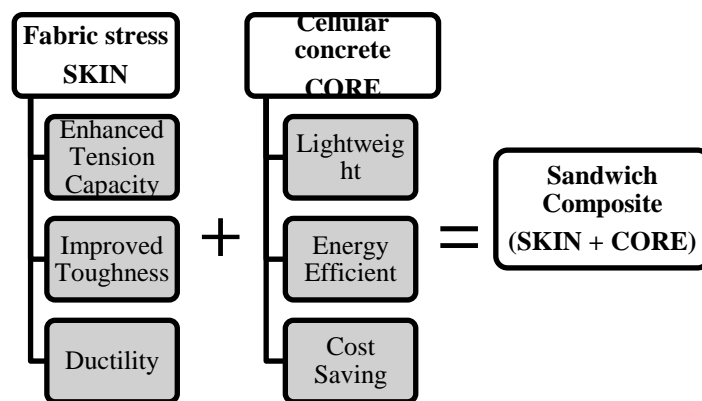 Fabric stress
SKIN
Enhanced
Tension
Capacity
Improved
Toughness
Ductility
+
Cellular
concrete
CORE
Lightweig
ht
Energy
Efficient
Cost
Saving
=
Sandwich
Composite
(SKIN + CORE)